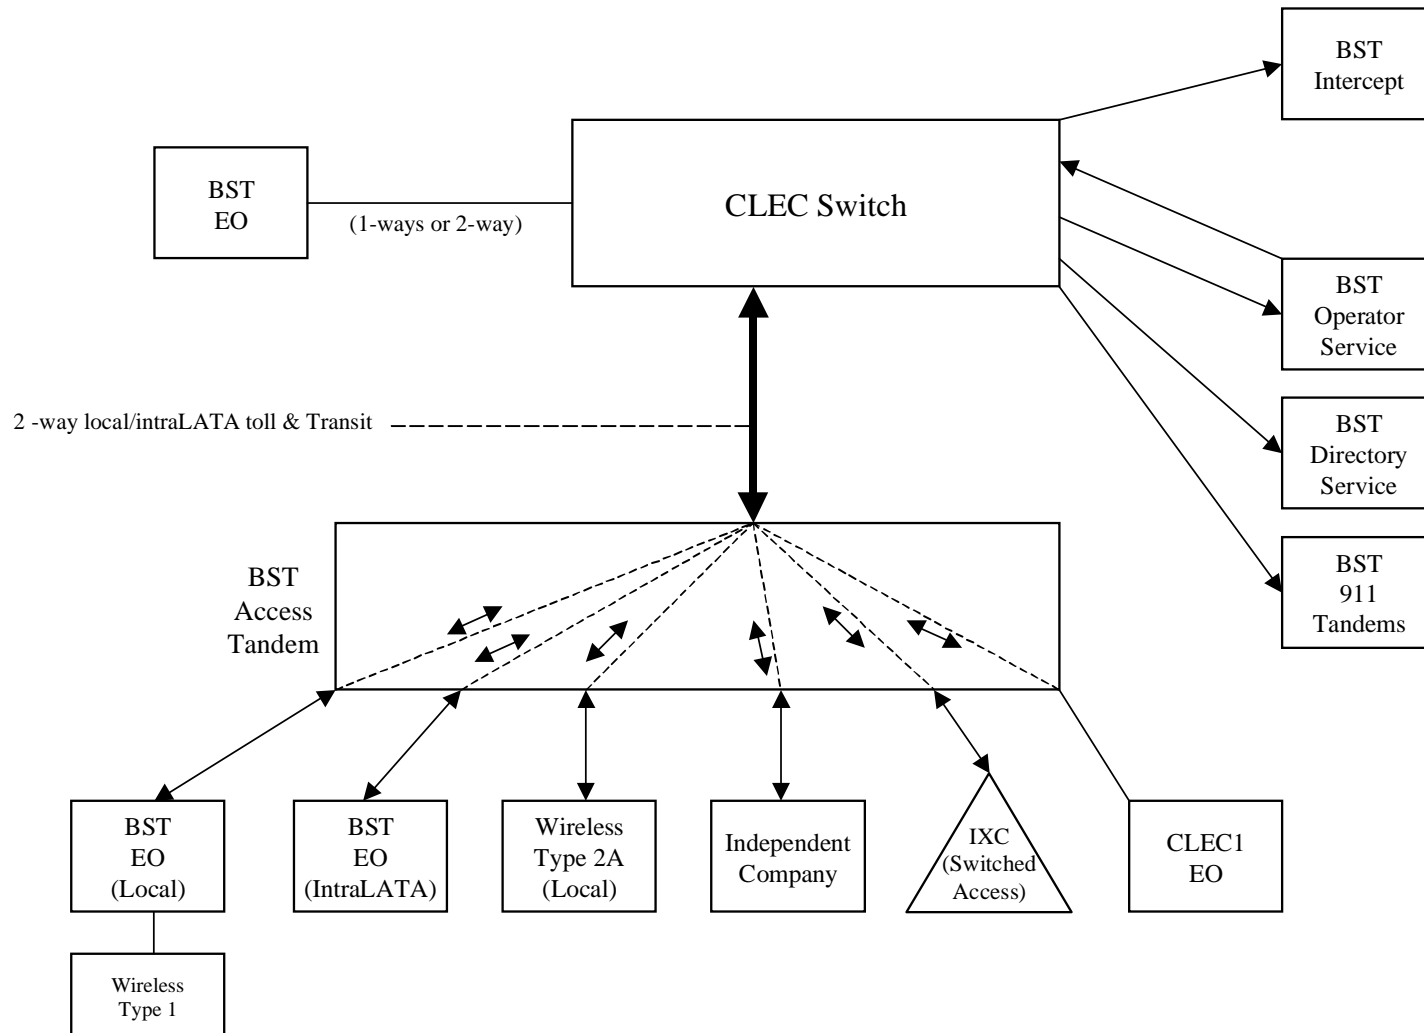 BST
Intercept
BST
EO
(1-ways or 2-way)
CLEC Switch
BST
Operator
Service
2 -way local/intraLATA toll & Transit
BST
Directory
Service
BST
Access
Tandem
BST
911
Tandems
BST
EO
(Local)
BST
EO
(IntraLATA)
Wireless
Type 2A
(Local)
Independent
Company
IXC
(Switched
Access)
CLEC1
EO
Wireless
Type 1